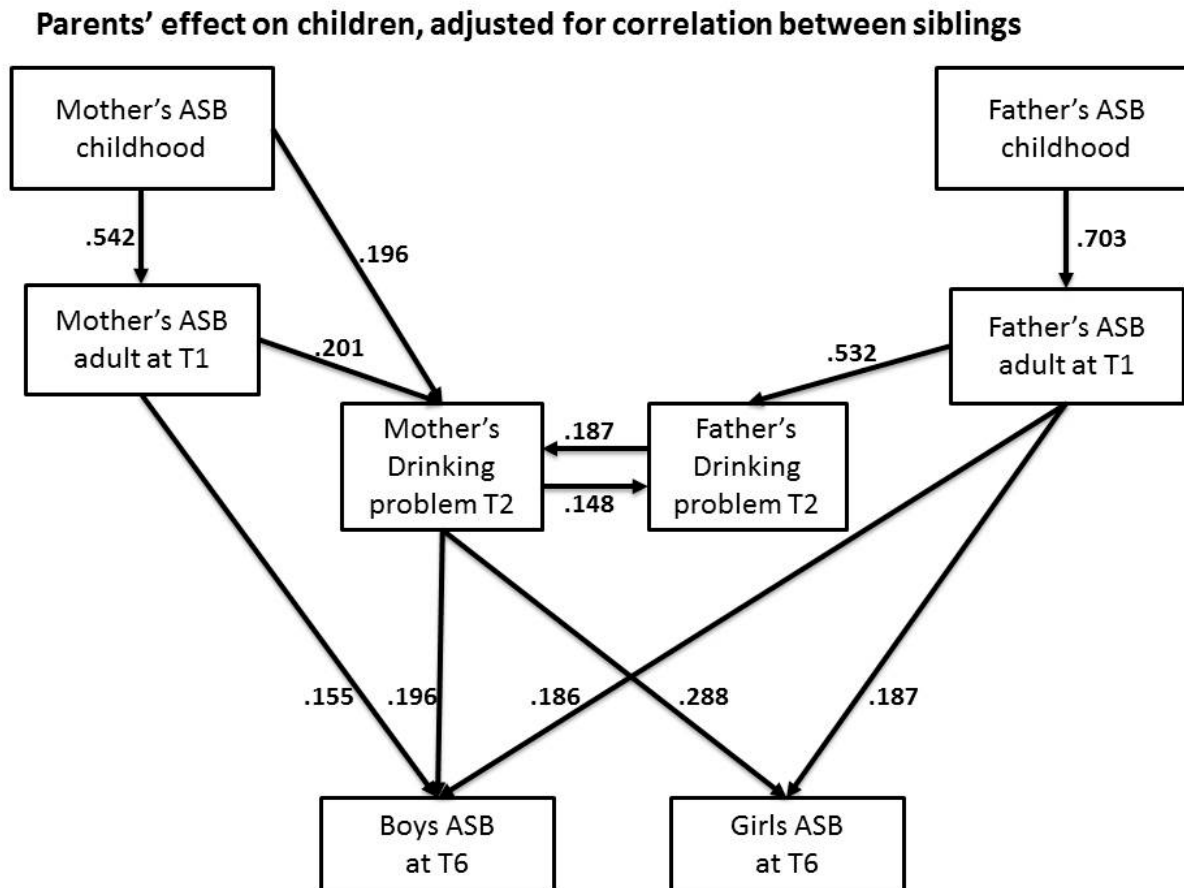 Parents’ effect on children, adjusted for correlation between siblings
Mother’s ASB
childhood
Father’s ASB
childhood
.542
.196
.703
Mother’s ASB
adult at T1
.201
.532
Father’s ASB
adult at T1
Mother’s
Drinking
problem T2
.187
.148
Father’s
Drinking
problem T2
.155
.196
.186
.288
.187
Boys ASB
at T6
Girls ASB
at T6